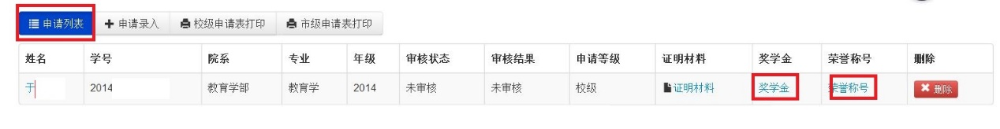 申请列表 申请录入 校级申请表打印 市级申请表打印
姓名 学号 院系 专业 年级 审核状态 审核结果 申请等级 证明材料 奖学金 荣誉称号 删除
于 2014 教育学部 教育学 2014 未审核 未审核 校级 证明材料 奖学金 荣誉称号 删除